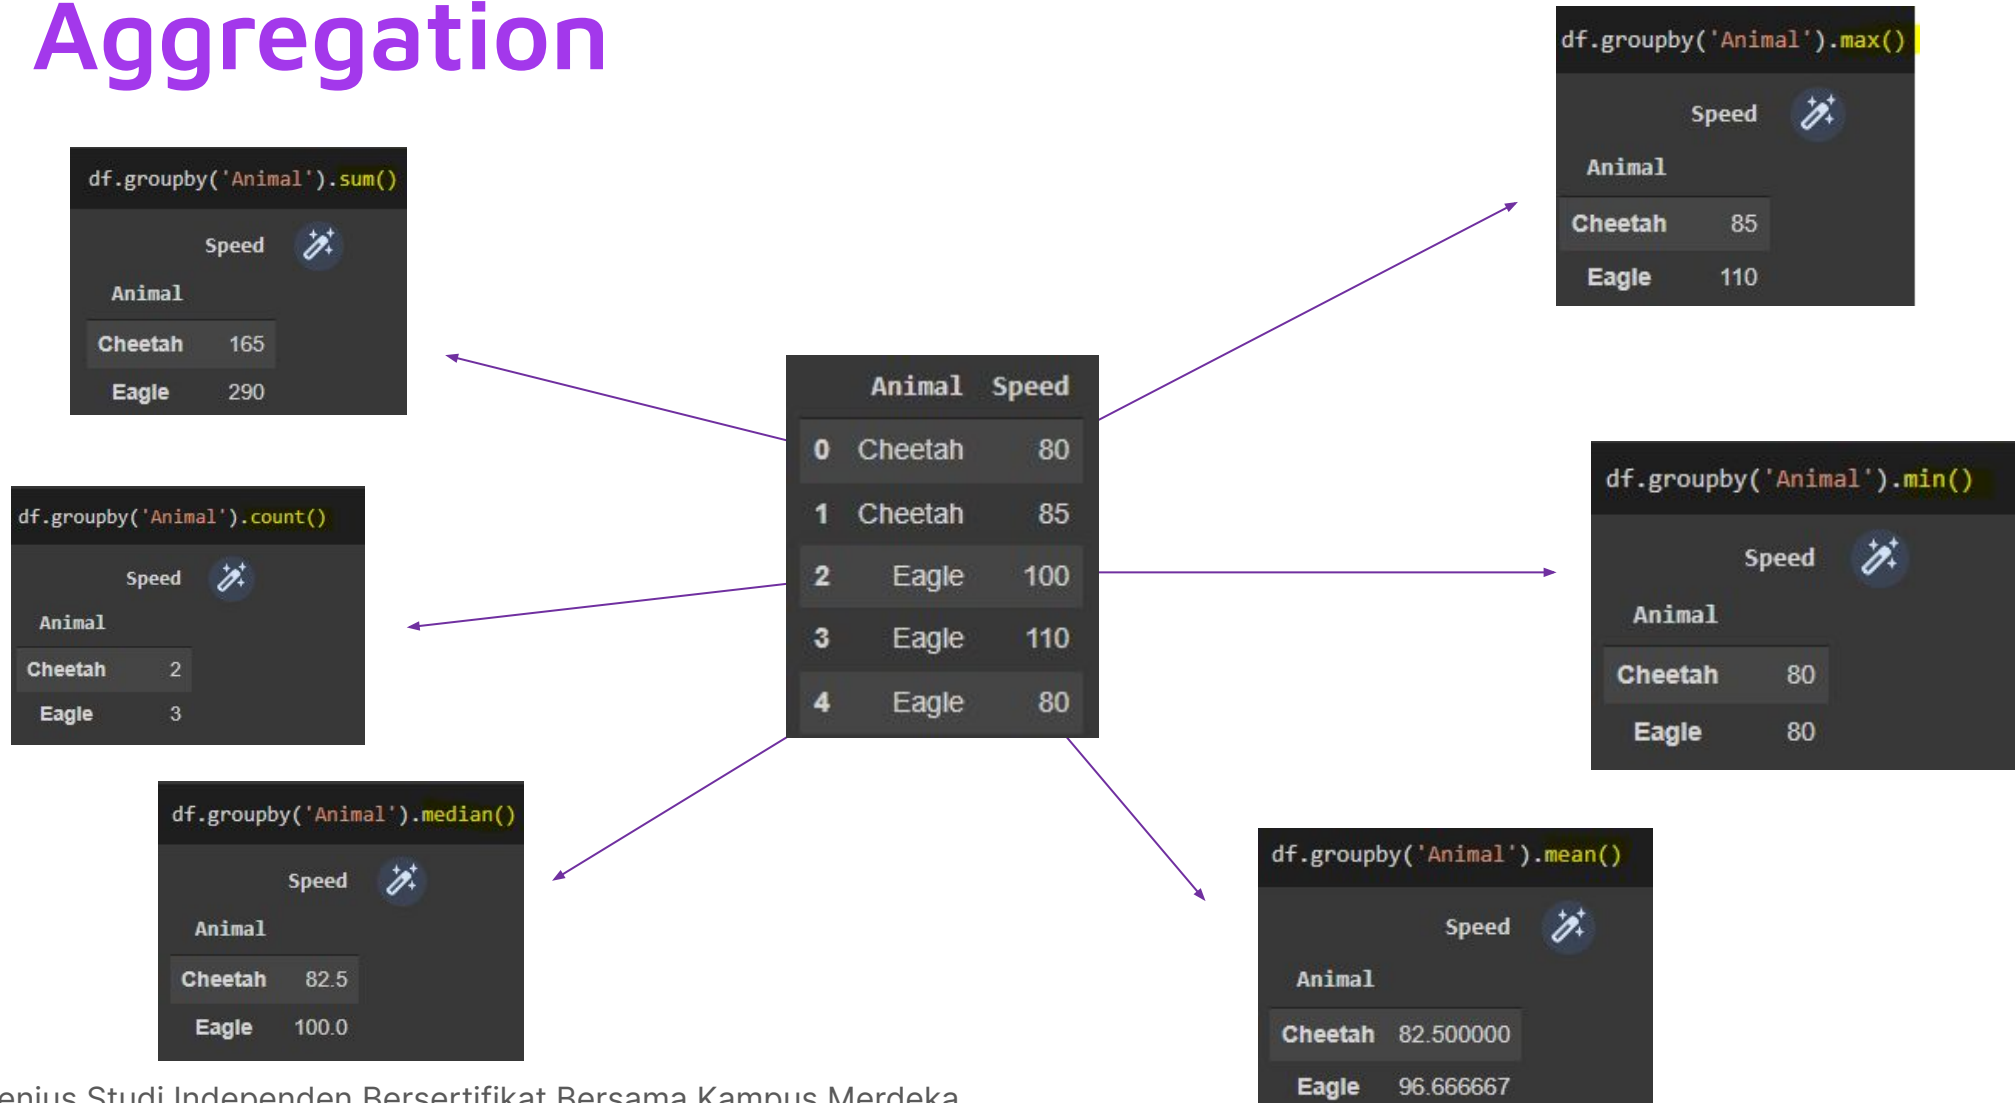 Aggregation
df.groupby('Animal').sum()
Speed
Animal
Cheetah 165
Eagle 290
df.groupby('Animal').count()
Speed
Animal
Cheetah 2
Eagle 3
df.groupby('Animal').median()
Speed
Animal
Cheetah 82.5
Eagle 100.0
Animal Speed
0 Cheetah 80
1 Cheetah 85
2 Eagle 100
3 Eagle 110
4 Eagle 80
df.groupby('Animal').max()
Speed
Animal
Cheetah 85
Eagle 110
df.groupby('Animal').min()
Speed
Animal
Cheetah 80
Eagle 80
df.groupby('Animal').mean()
Speed
Animal
Cheetah 82.500000
Eagle 96.666667
Studi Independen Bersertifikat Bersama Kampus Merdeka